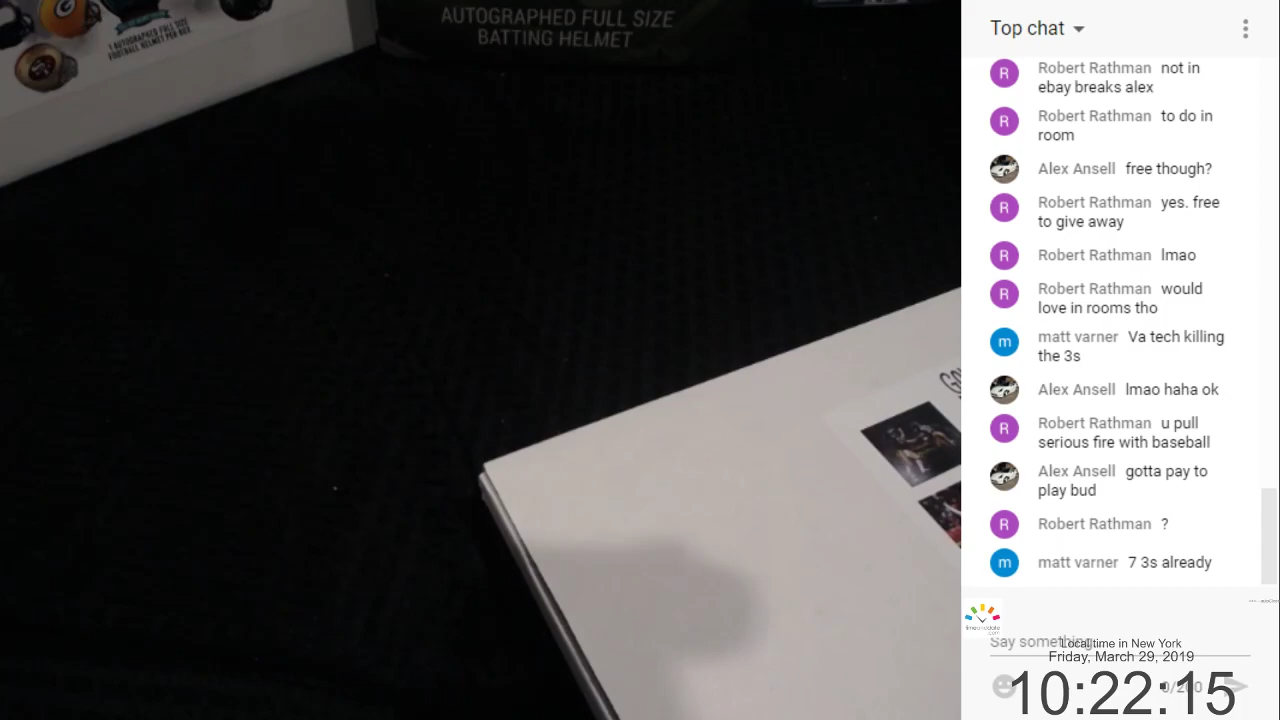 AUTOGRAPHED FULL SIZE
BATTING HELMET
1 AUTOGRAPHED FULL SIZE
FOOTBALL HELMET PER BOX
Top chat
Robert Rathman not in
ebay breaks alex
Robert Rathman to do in
room
Alex Ansell free though?
Robert Rathman yes. free
to give away
Robert Rathman lmao
Robert Rathman would
love in rooms tho
matt varner Va tech killing
the 3s
Alex Ansell lmao haha ok
Robert Rathman u pull
serious fire with baseball
Alex Ansell gotta pay to
play bud
Robert Rathman ?
matt varner 7 3s already
Say something...
Local time in New York
Friday, March 29, 2019
0/200
10:22:15